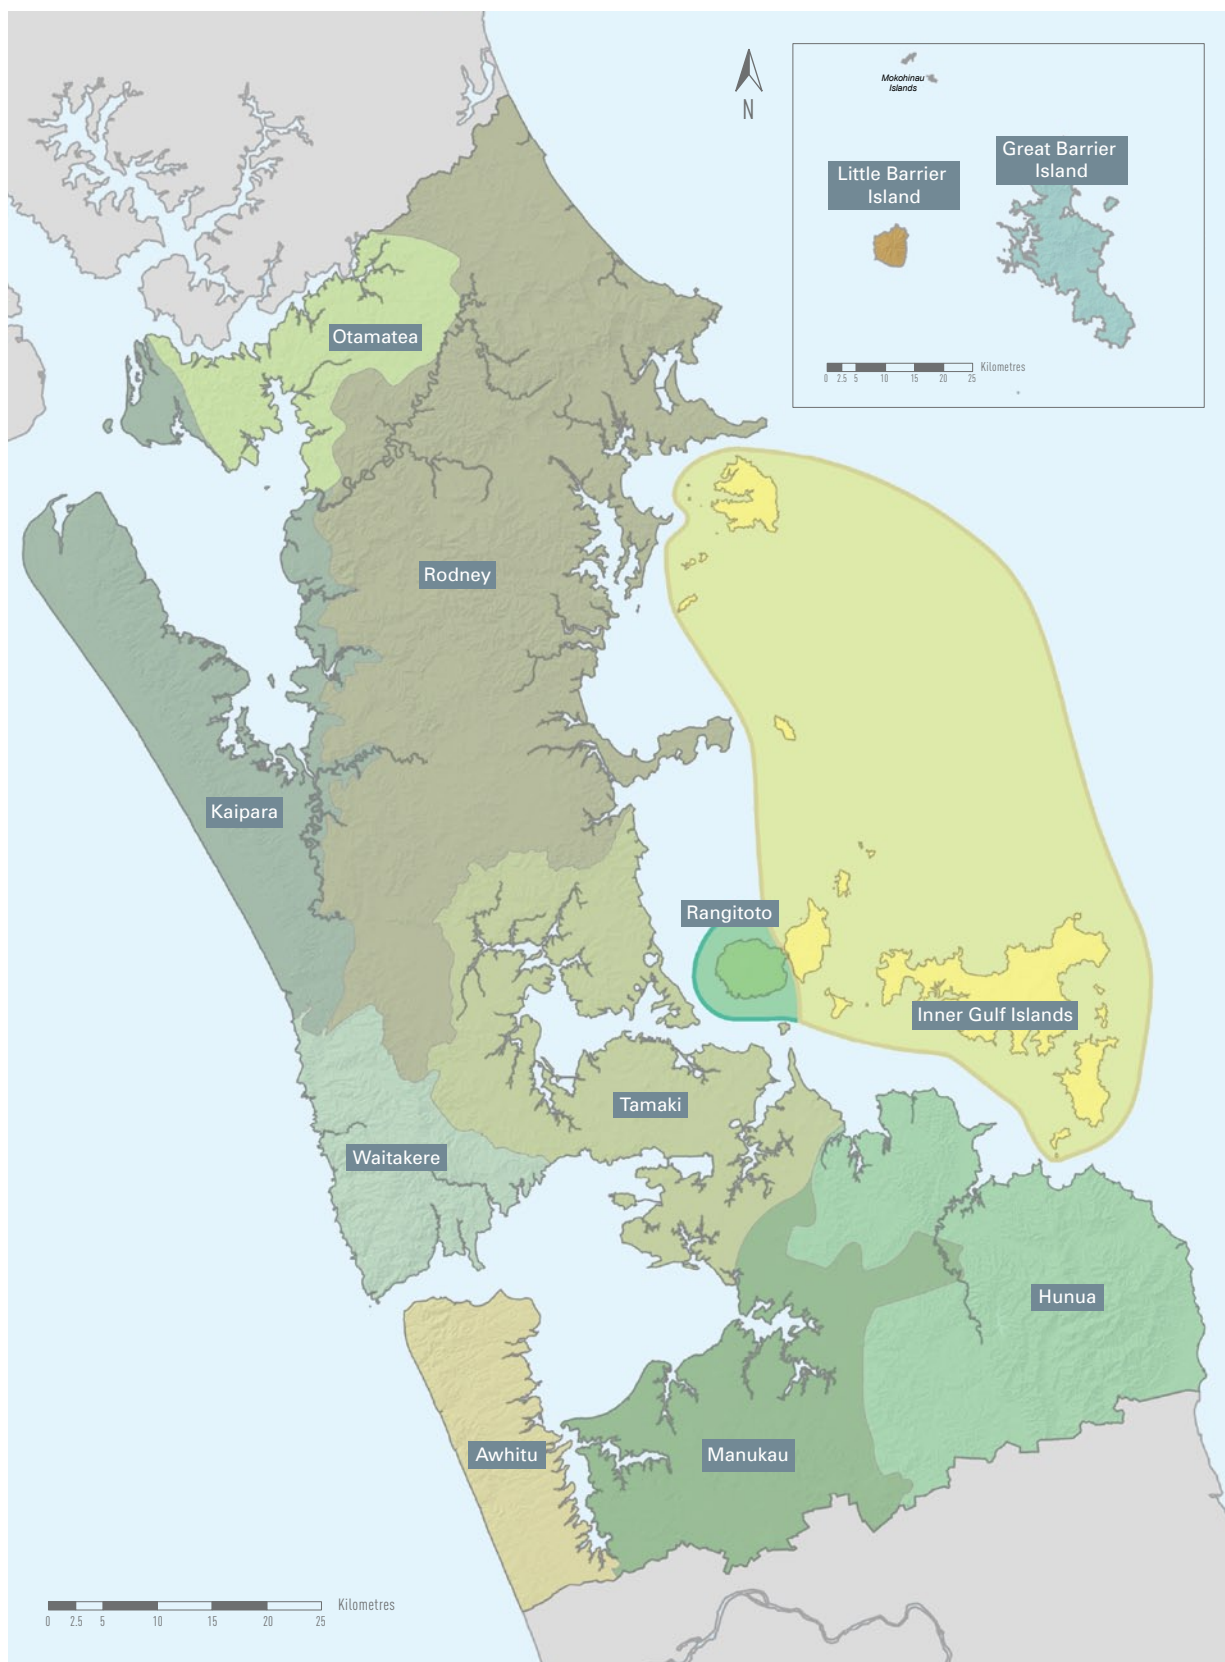 N
Mokohinau
Islands
Little Barrier
Island
Great Barrier
Island
Kilometres
0 2.5 5 10 15 20 25
Otamatea
Rodney
Kaipara
Rangitoto
Inner Gulf Islands
Tamaki
Waitakere
Hunua
Awhitu
Manukau
Kilometres
0 2.5 5 10 15 20 25